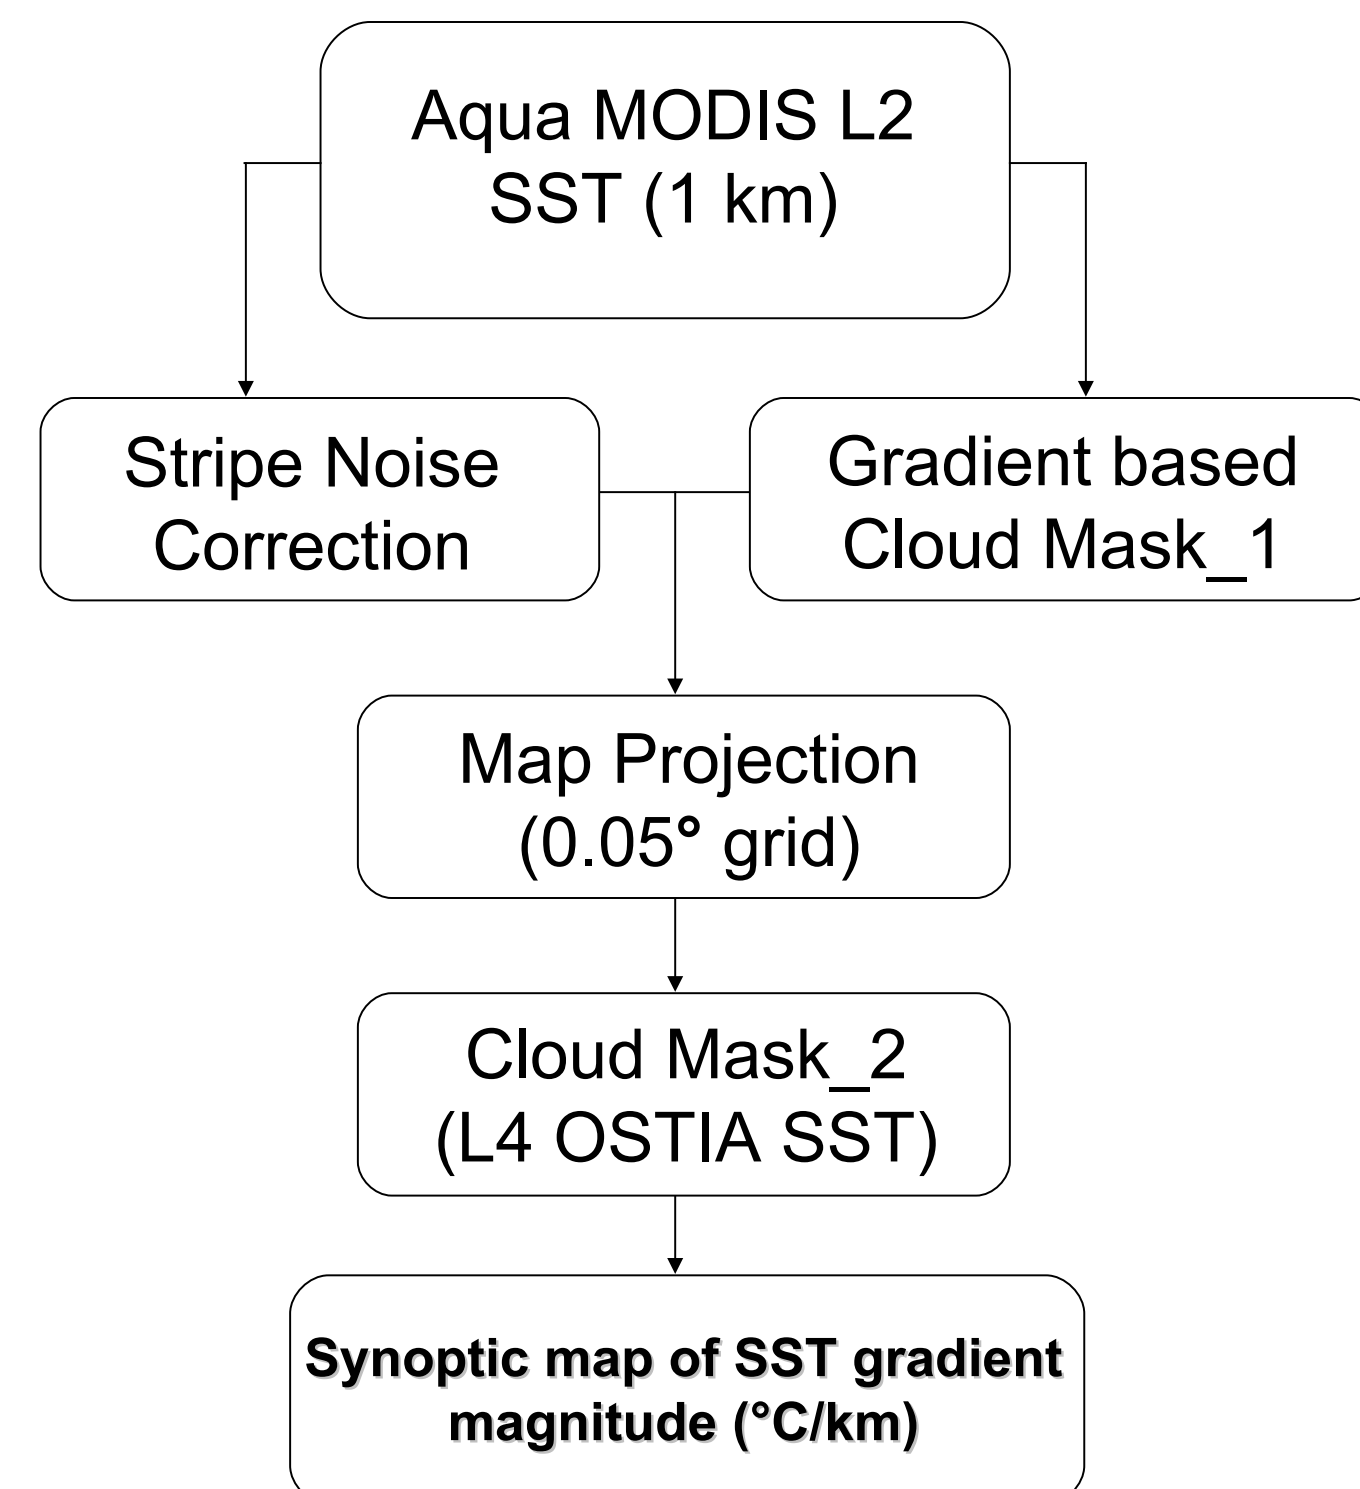 Aqua MODIS L2
SST (1 km)
Stripe Noise
Correction
Gradient based
Cloud Mask_1
Map Projection
(0.05° grid)
Cloud Mask_2
(L4 OSTIA SST)
Synoptic map of SST gradient
magnitude (°C/km)